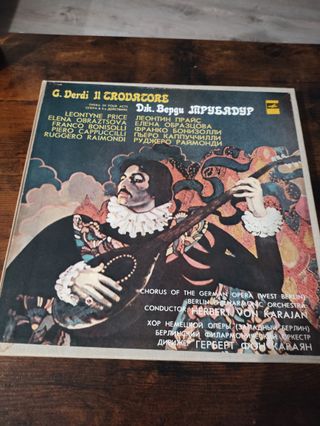 G. Verdi Il TROVATORE
OPERA IN FOUR ACTS
ОПЕРА В 4-х ДЕЙСТВИЯХ
Дж. Верди ТРУБАДУР
LEONTYNE PRICE
ELENA OBRAZTSOVA
FRANCO BONISOLLI
PIERO CAPPUCCILLI
RUGGERO RAIMONDI
ЛЕОНТИН ПРАЙС
ЕЛЕНА ОБРАЗЦОВА
ФРАНКО БОНИЗОЛЛИ
ПЬЕРО КАППУЧЧИЛЛИ
РУДЖЕРО РАЙМОНДИ
CHORUS OF THE GERMAN OPERA (WEST BERLIN)
BERLIN PHILHARMONIC ORCHESTRA
CONDUCTOR HERBERT VON KARAJAN
ХОР НЕМЕЦКОЙ ОПЕРЫ (ЗАПАДНЫЙ БЕРЛИН)
БЕРЛИНСКИЙ ФИЛАРМОНИЧЕСКИЙ ОРКЕСТР
ДИРИЖЕР ГЕРБЕРТ ФОН КАРАЯН